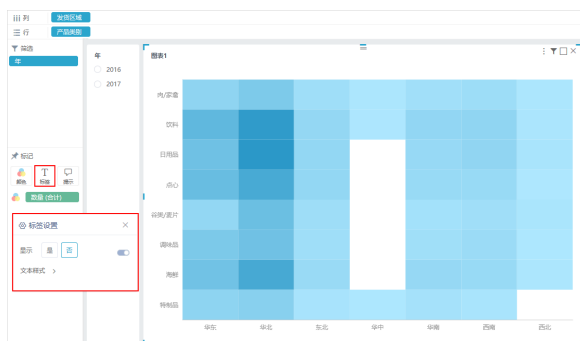 列 发货区域
行 产品类别
筛选
年
年
2016
2017
图表1
肉/家禽
饮料
日用品
点心
谷类/麦片
调味品
海鲜
特制品
华东 华北 东北 华中 华南 西南 西北
标记
颜色 标签 提示
数量 (合计)
标签设置
显示 是 否
文本样式